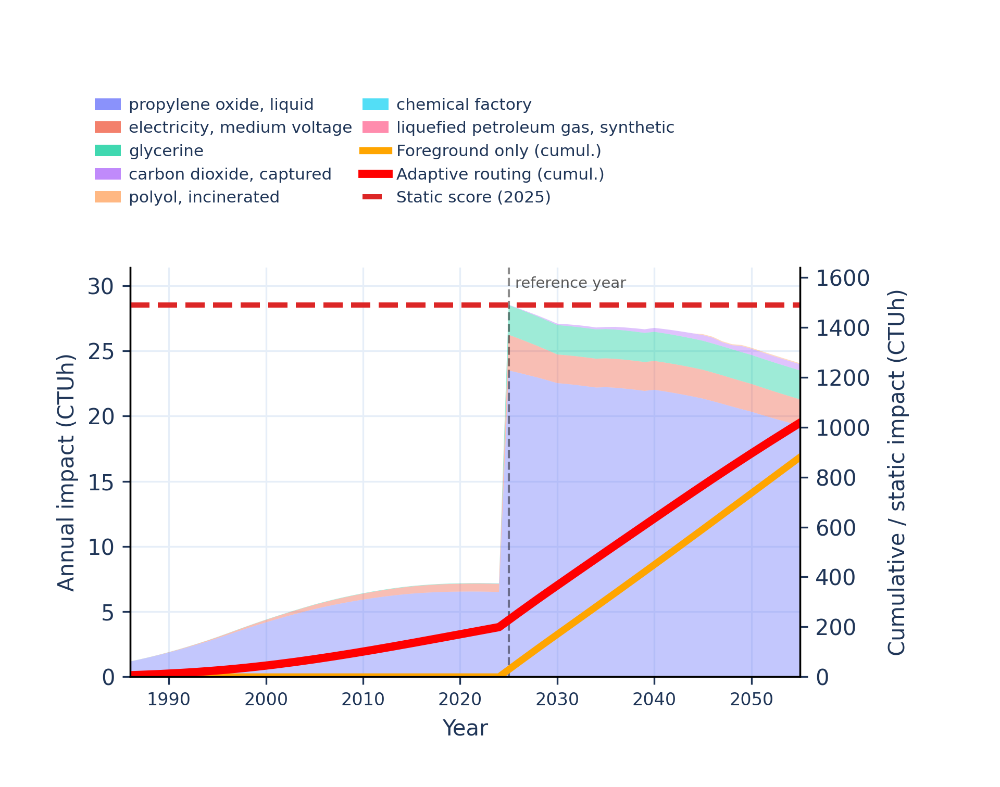 propylene oxide, liquid
electricity, medium voltage
glycerine
carbon dioxide, captured
polyol, incinerated
chemical factory
liquefied petroleum gas, synthetic
Foreground only (cumul.)
Adaptive routing (cumul.)
Static score (2025)
reference year
Annual impact (CTUh)
30
25
20
15
10
5
0
1600
1400
1200
1000
800
600
400
200
0
Cumulative / static impact (CTUh)
1990
2000
2010
2020
2030
2040
2050
Year